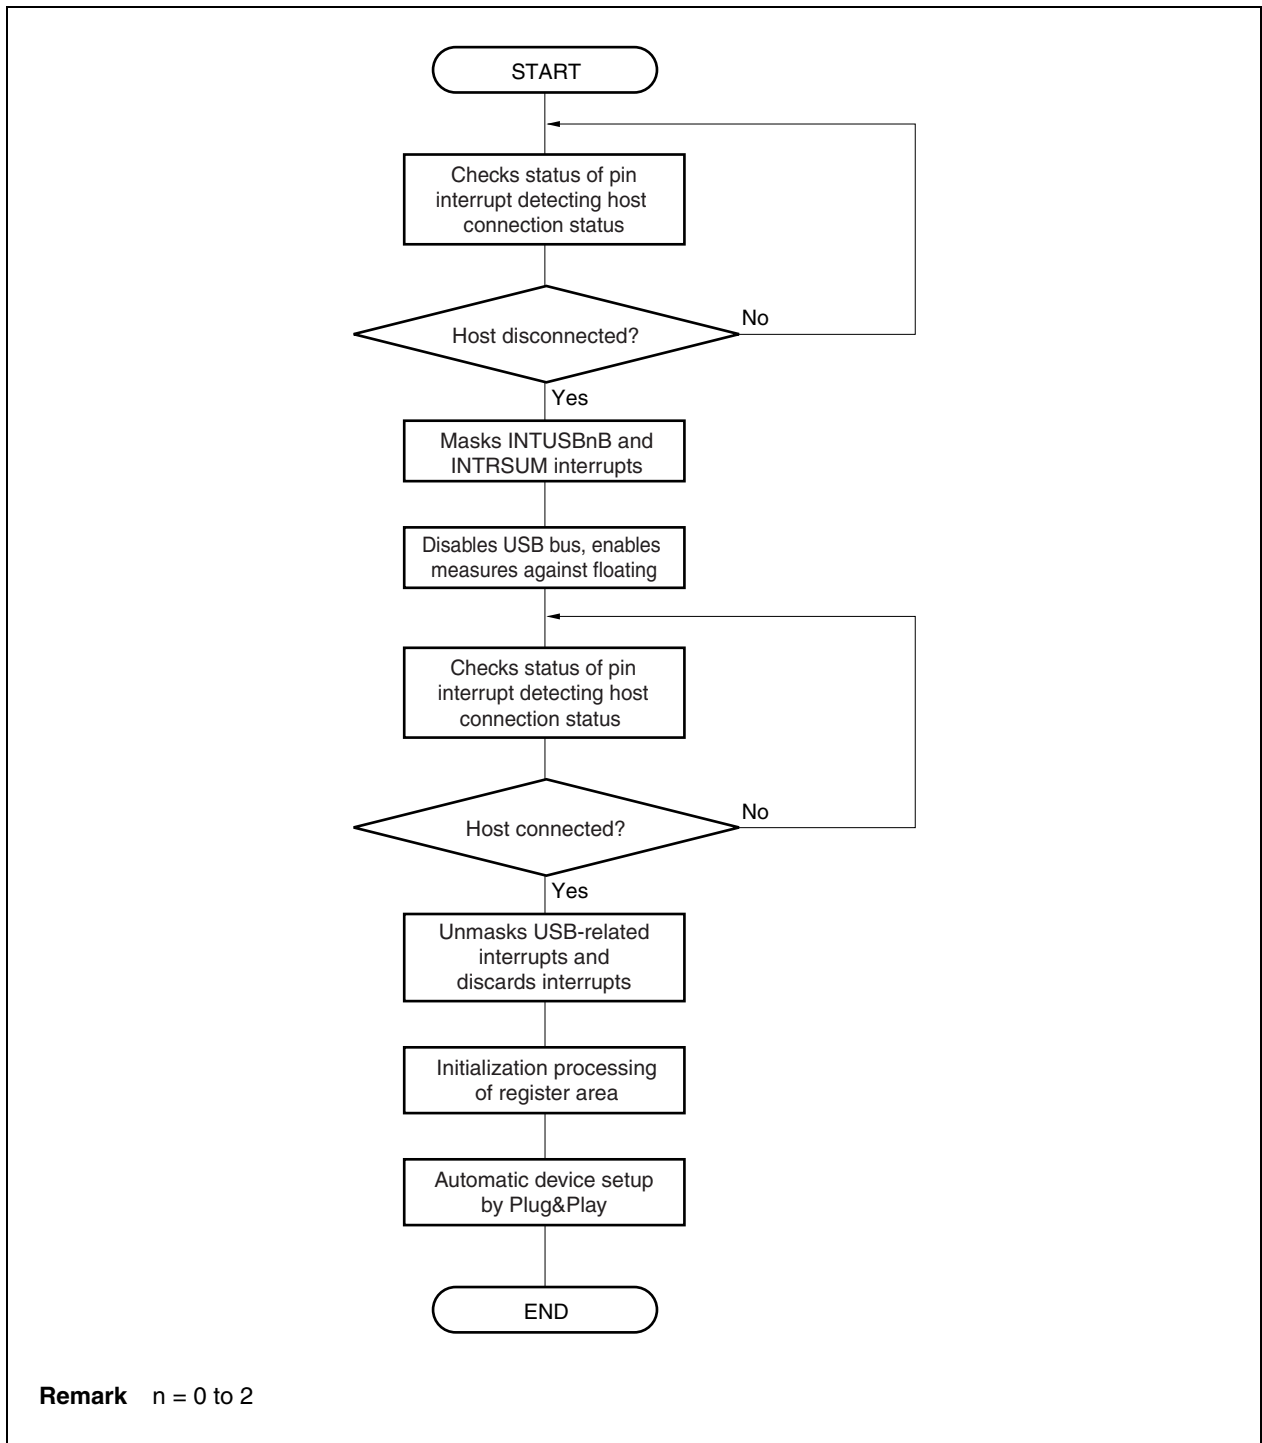 START
Checks status of pin
interrupt detecting host
connection status
Host disconnected?
No
Yes
Masks INTUSBnB and
INTRSUM interrupts
Disables USB bus, enables
measures against floating
Checks status of pin
interrupt detecting host
connection status
Host connected?
No
Yes
Unmasks USB-related
interrupts and
discards interrupts
Initialization processing
of register area
Automatic device setup
by Plug&Play
END
Remark n = 0 to 2